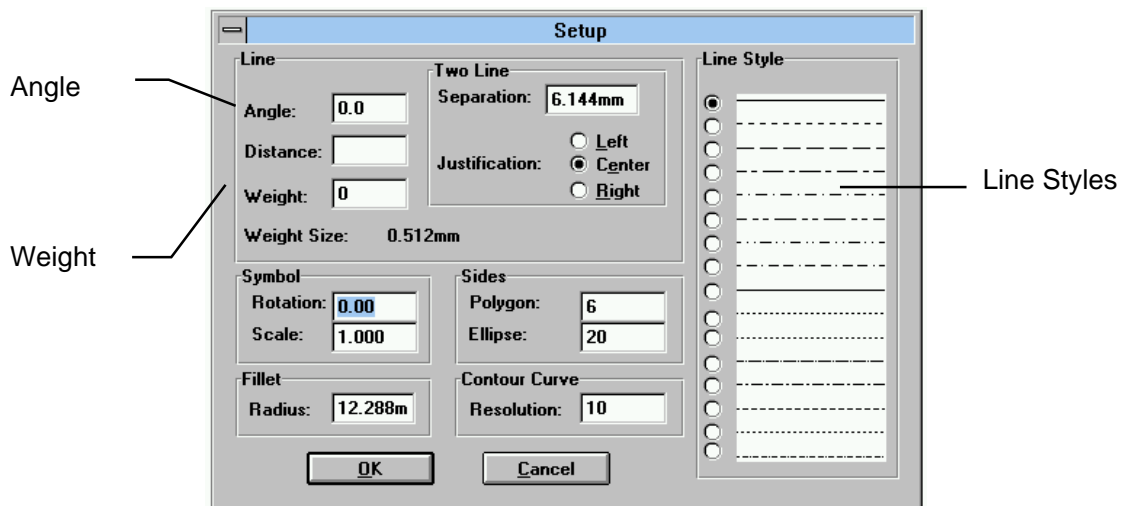 Setup
Angle
Weight
Line
Angle: 0.0
Distance:
Weight: 0
Weight Size: 0.512mm
Two Line
Separation: 6.144mm
Justification:
Left
Center
Right
Line Style
Line Styles
Symbol
Rotation: 0.00
Scale: 1.000
Sides
Polygon: 6
Ellipse: 20
Fillet
Radius: 12.288m
Contour Curve
Resolution: 10
OK
Cancel